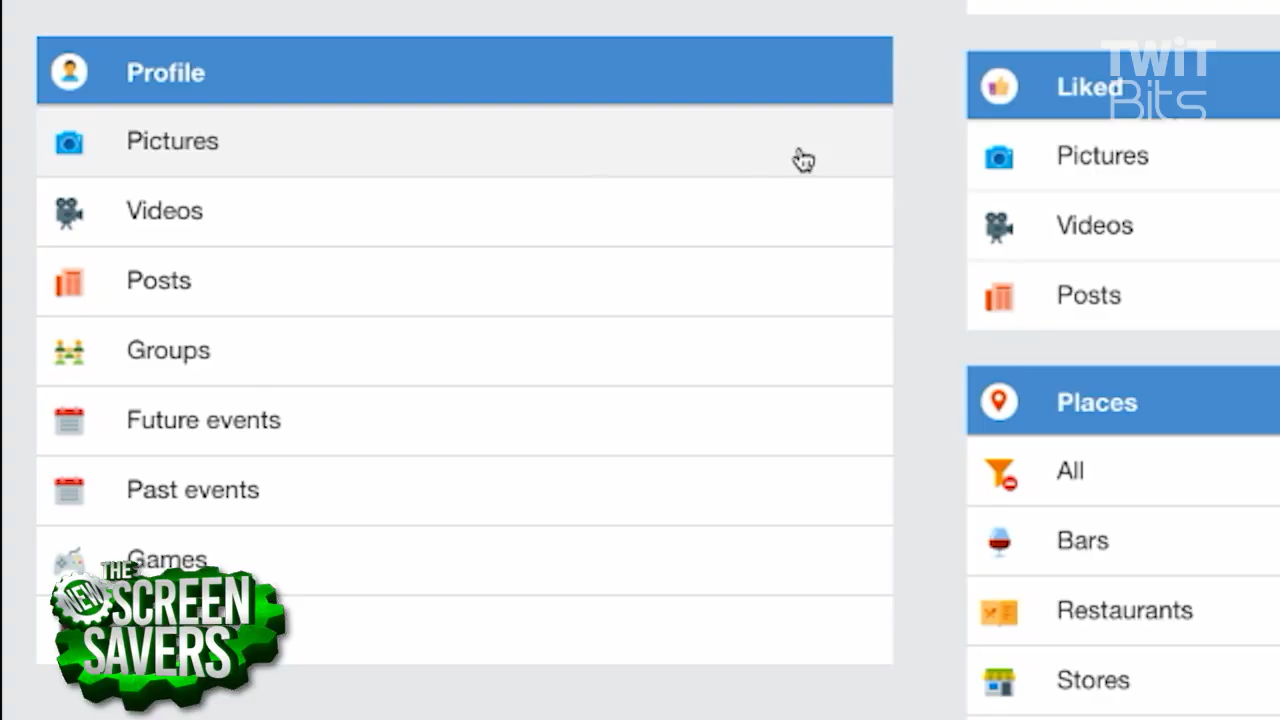 Profile
Pictures
Videos
Posts
Groups
Future events
Past events
Games
TWiT
Bits
Liked
Pictures
Videos
Posts
Places
All
Bars
Restaurants
Stores
THE
NEW
SCREEN
SAVERS